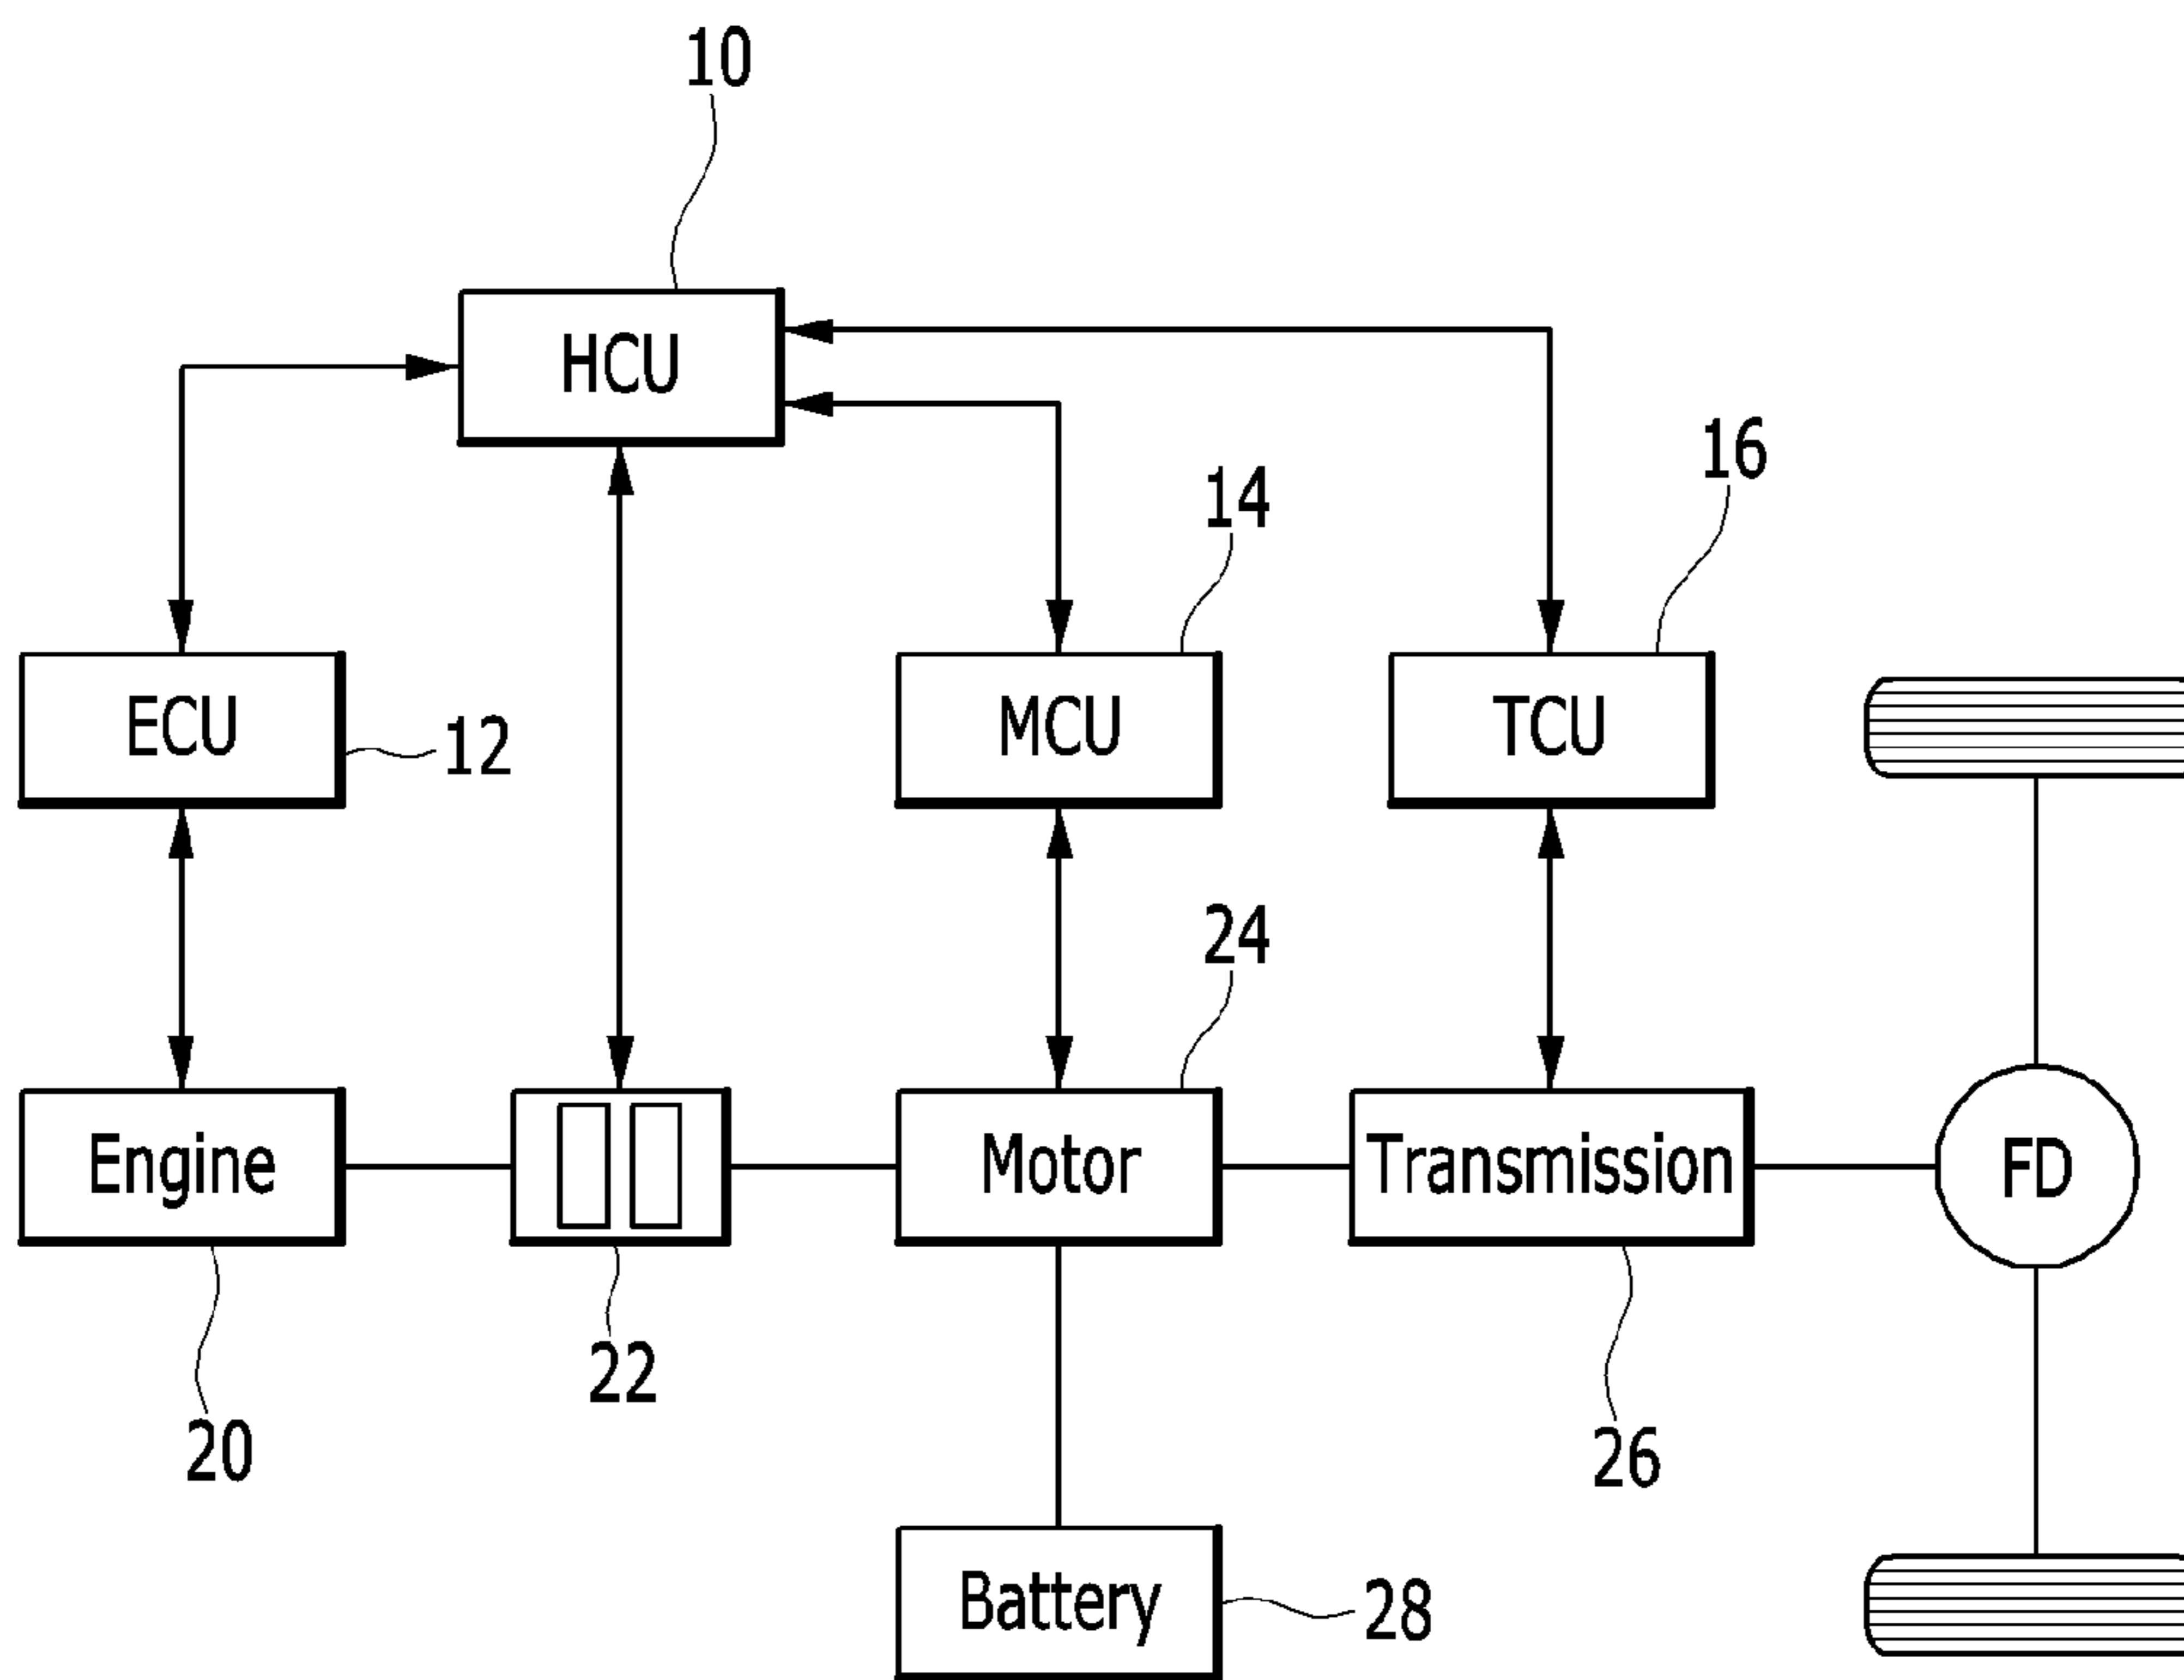 10
HCU
16
14
ECU
12
MCU
TCU
24
Engine
Motor
Transmission
FD
22
20
26
Battery
28